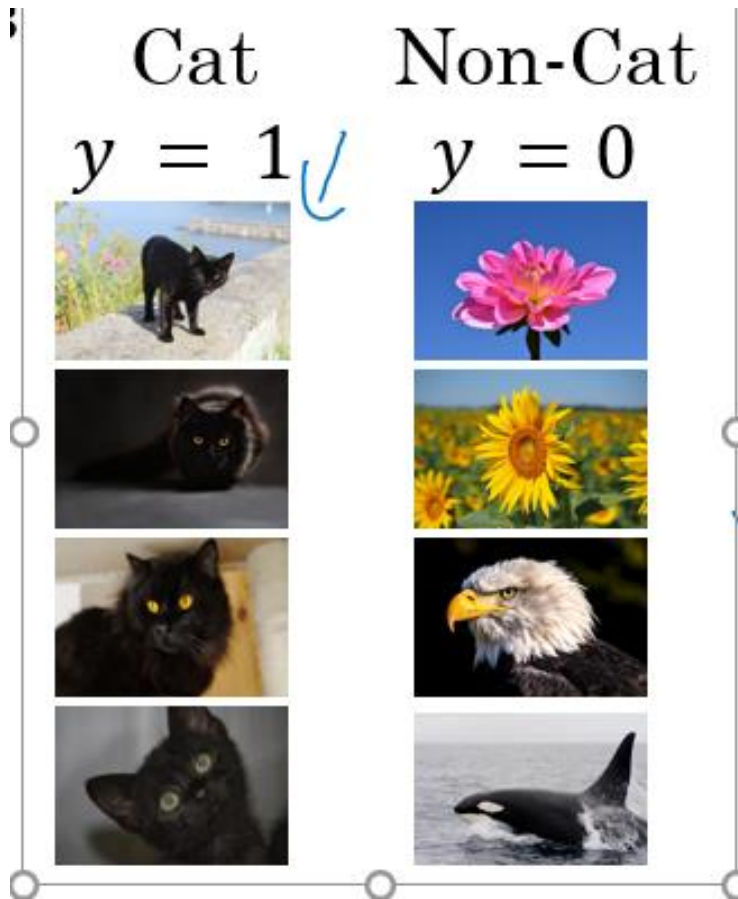 Cat Non-Cat
y = 1 y = 0